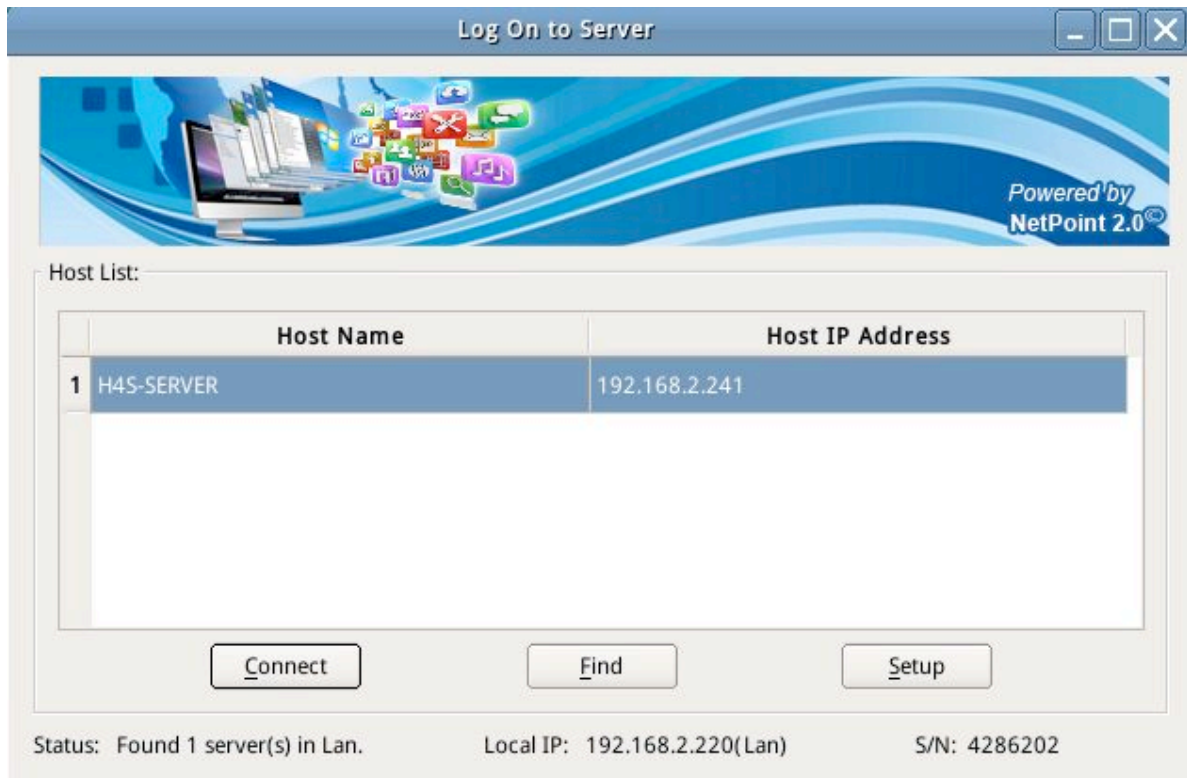 Log On to Server
Powered by
NetPoint 2.0©
Host List:
Host Name Host IP Address
1 H4S-SERVER 192.168.2.241
Connect Find Setup
Status: Found 1 server(s) in Lan. Local IP: 192.168.2.220(Lan) S/N: 4286202